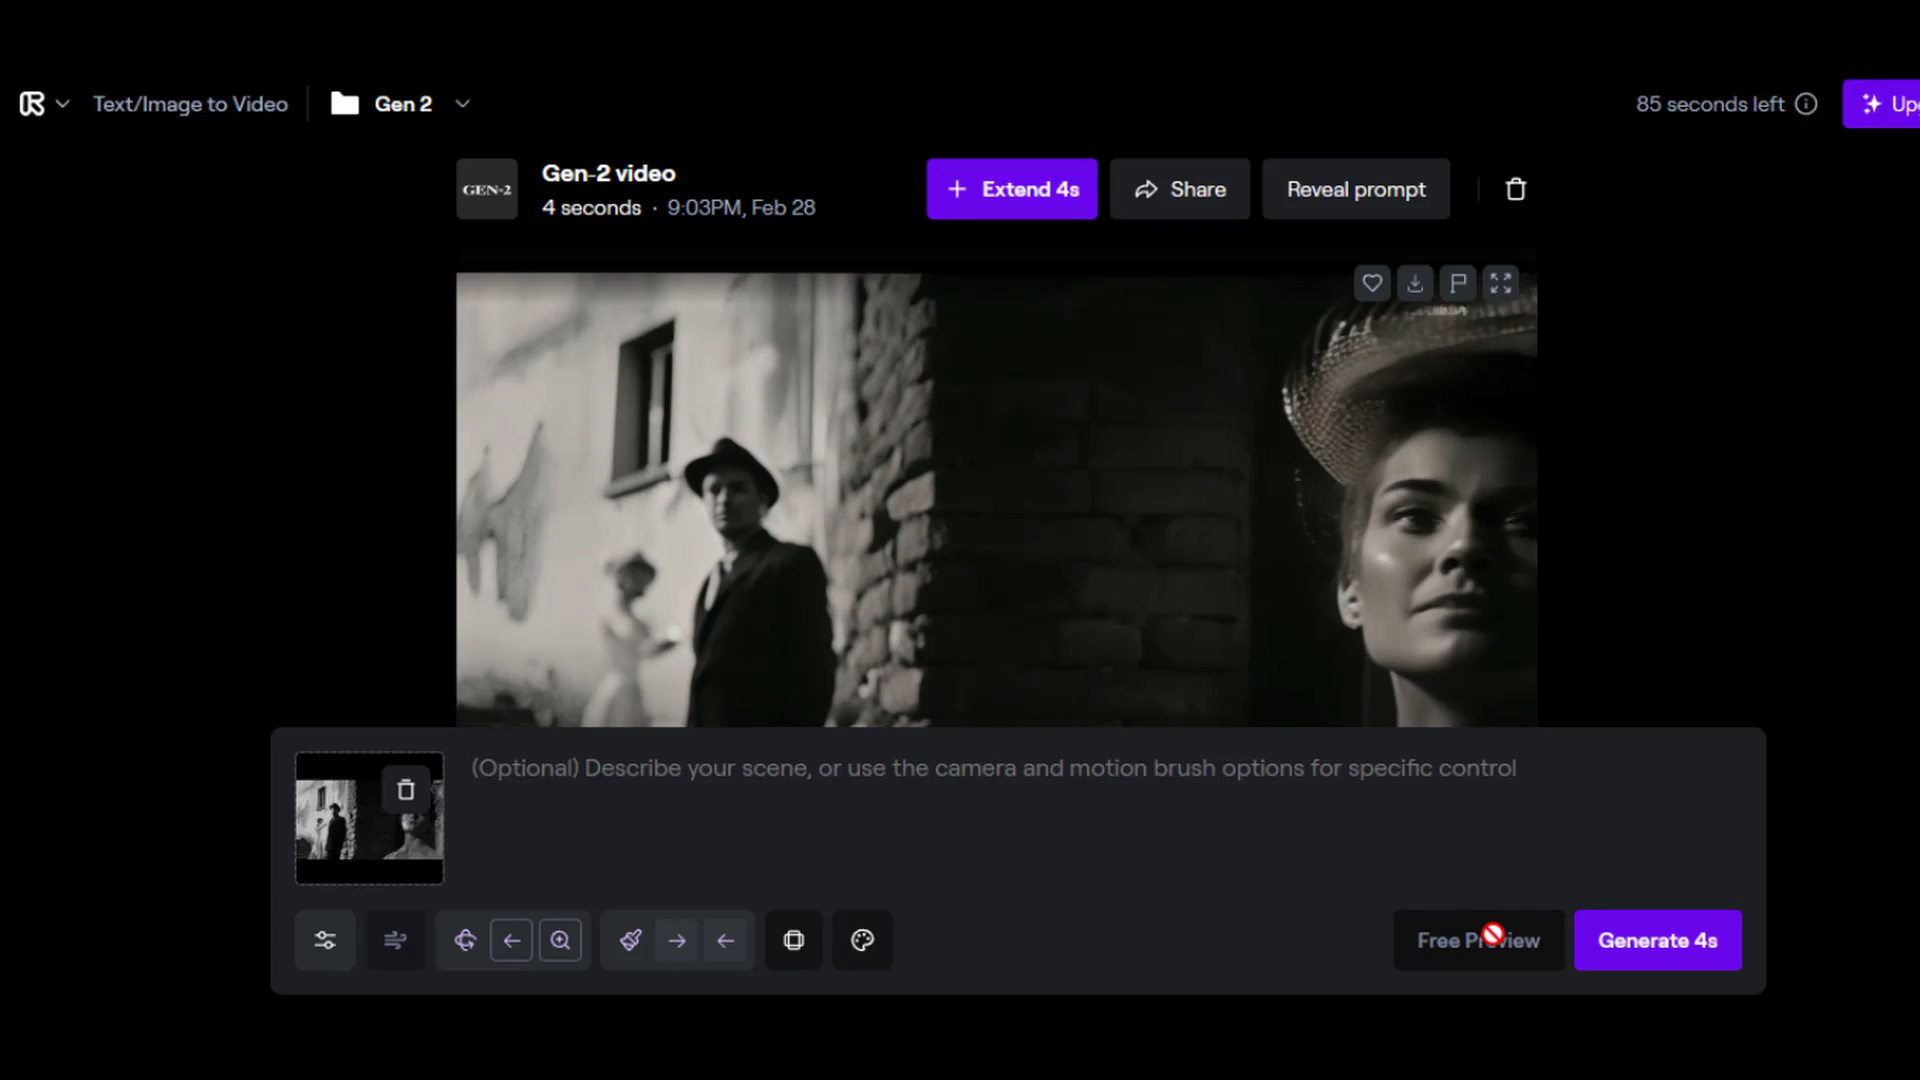 Text/Image to Video
Gen 2
85 seconds left
GEN-2
Gen-2 video
4 seconds · 9:03PM, Feb 28
Extend 4s
Share
Reveal prompt
(Optional) Describe your scene, or use the camera and motion brush options for specific control
Free Preview
Generate 4s